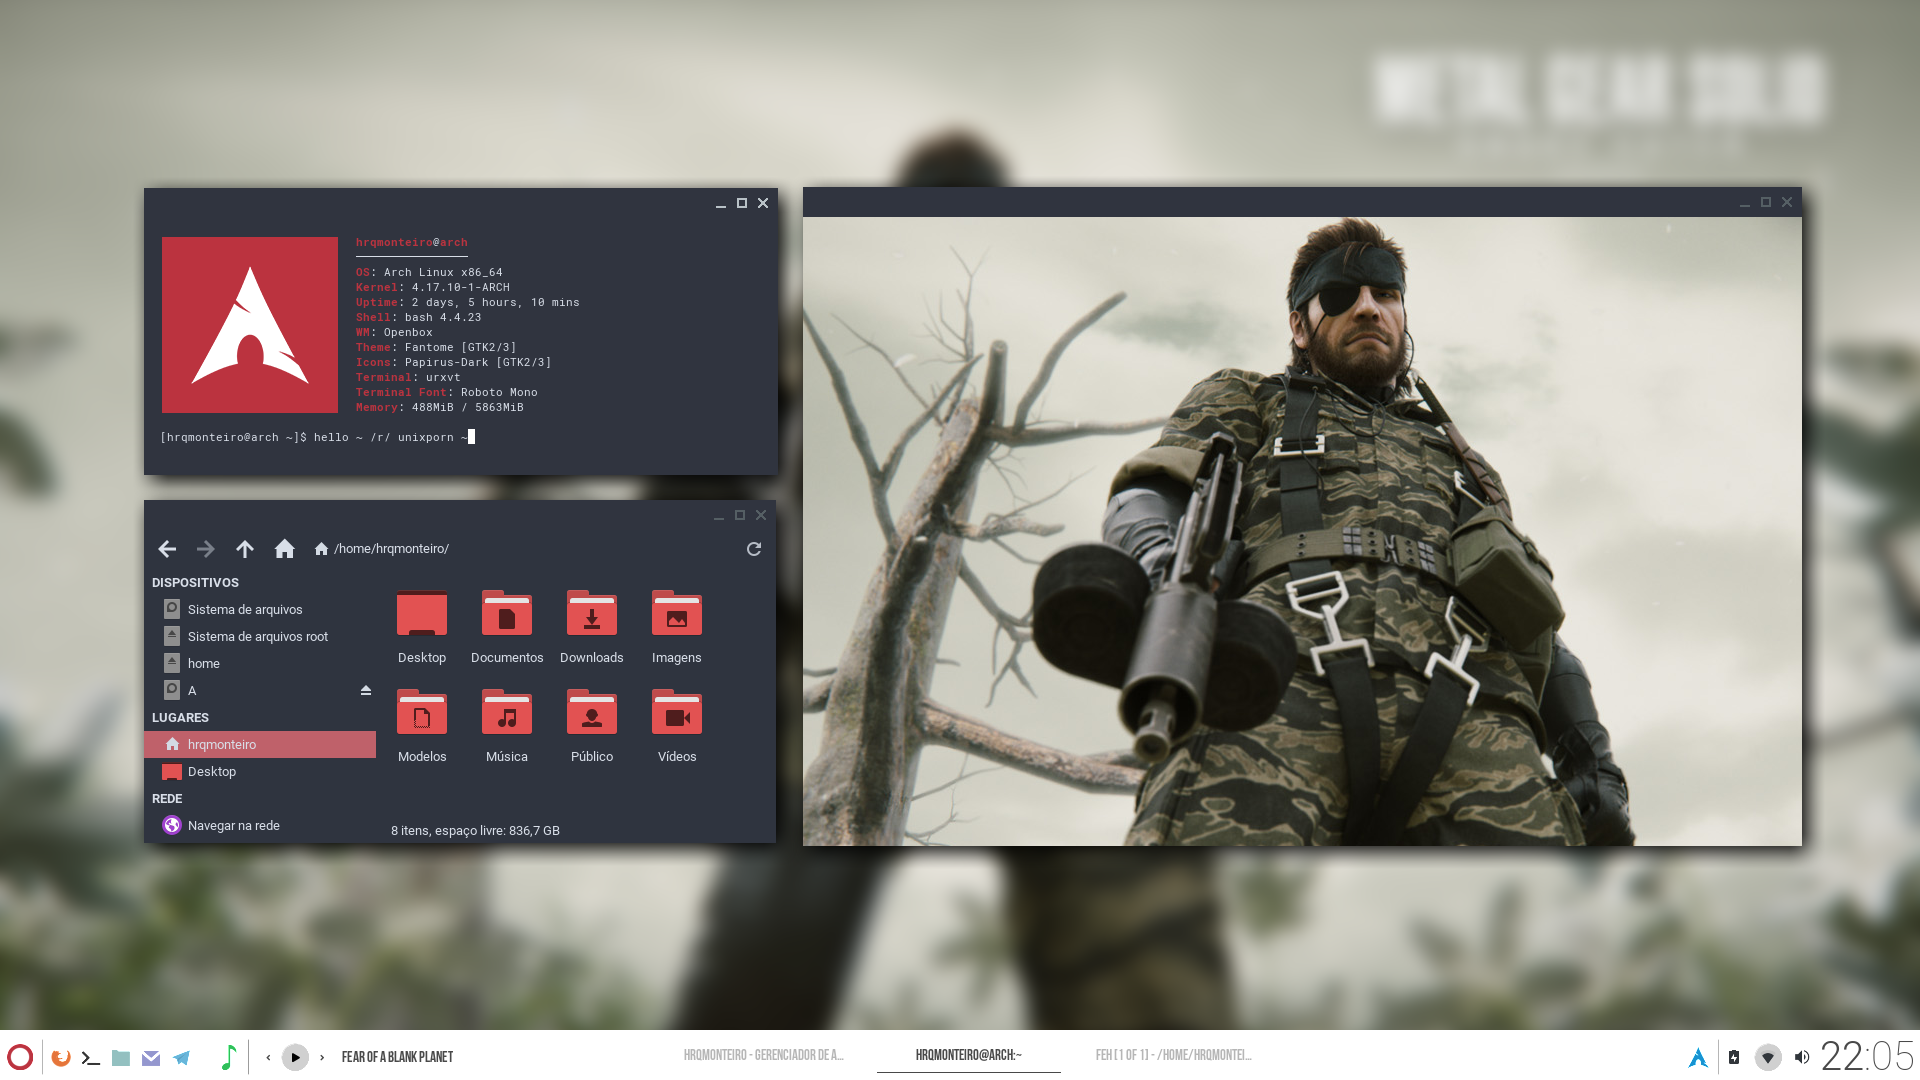 METAL GEAR SOLID
hrqmonteiro@arch
OS: Arch Linux x86_64
Kernel: 4.17.10-1-ARCH
Uptime: 2 days, 5 hours, 10 mins
Shell: bash 4.4.23
WM: Openbox
Theme: Fantome [GTK2/3]
Icons: Papirus-Dark [GTK2/3]
Terminal: urxvt
Terminal Font: Roboto Mono
Memory: 488MiB / 5863MiB
[hrqmonteiro@arch ~]$ hello ~ /r/ unixporn ~
/home/hrqmonteiro/
DISPOSITIVOS
Sistema de arquivos
Sistema de arquivos root
home
A
LUGARES
hrqmonteiro
Desktop
REDE
Navegar na rede
Desktop
Documentos
Downloads
Imagens
Modelos
Música
Público
Vídeos
8 itens, espaço livre: 836,7 GB
FEAR OF A BLANK PLANET
HRQMONTEIRO - GERENCIADOR DE A...
HRQMONTEIRO@ARCH:~
FEH [1 OF 1] - /HOME/HRQMONTEI...
22:05